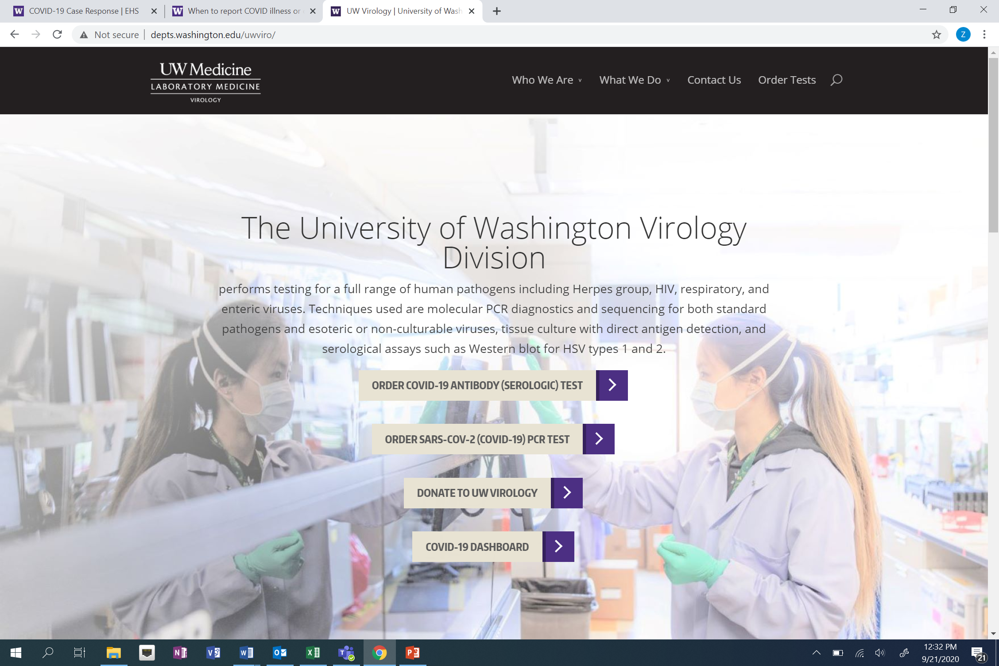 COVID-19 Case Response | EHS
When to report COVID illness or
UW Virology | University of Wash
Not secure
depts.washington.edu/uwviro/
Z
UW Medicine
LABORATORY MEDICINE
VIROLOGY
Who We Are
What We Do
Contact Us
Order Tests
The University of Washington Virology
Division
performs testing for a full range of human pathogens including Herpes group, HIV, respiratory, and
enteric viruses. Techniques used are molecular PCR diagnostics and sequencing for both standard
pathogens and esoteric or non-culturable viruses, tissue culture with direct antigen detection, and
serological assays such as Western blot for HSV types 1 and 2.
ORDER COVID-19 ANTIBODY (SEROLOGIC) TEST
ORDER SARS-COV-2 (COVID-19) PCR TEST
DONATE TO UW VIROLOGY
COVID-19 DASHBOARD
12:32 PM
9/21/2020
21